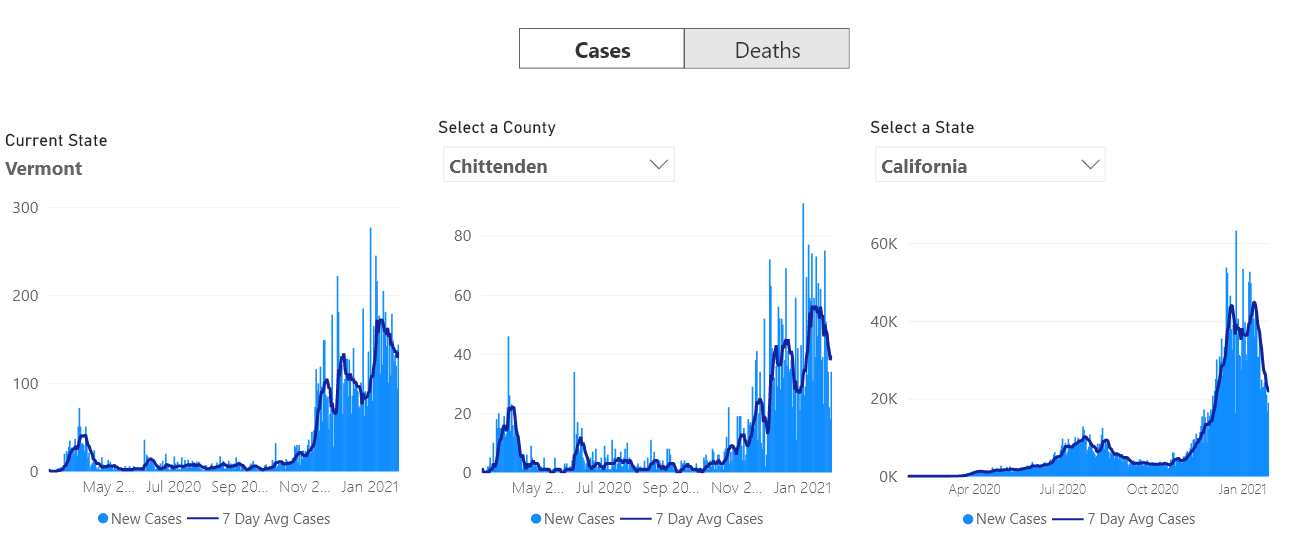 Cases Deaths
Current State
Vermont
300
200
100
0
May 2... Jul 2020 Sep 20... Nov 2... Jan 2021
New Cases 7 Day Avg Cases
Select a County
Chittenden
80
60
40
20
0
May 2... Jul 2020 Sep 20... Nov 2... Jan 2021
New Cases 7 Day Avg Cases
Select a State
California
60K
40K
20K
0K
Apr 2020 Jul 2020 Oct 2020 Jan 2021
New Cases 7 Day Avg Cases